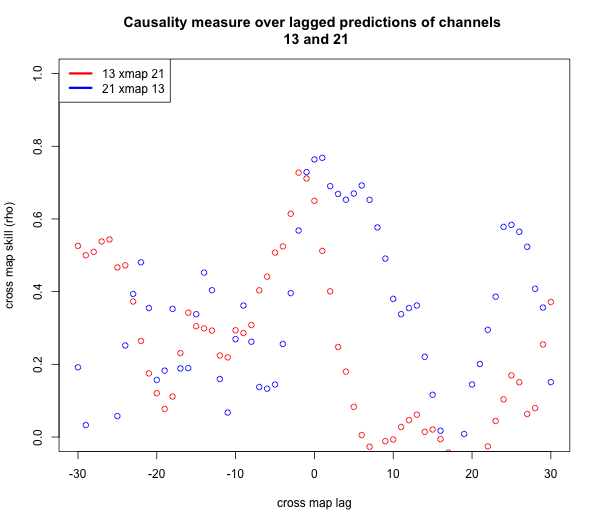 Causality measure over lagged predictions of channels
13 and 21
13 xmap 21
21 xmap 13
cross map skill (rho)
1.0
0.8
0.6
0.4
0.2
0.0
-30 -20 -10 0 10 20 30
cross map lag